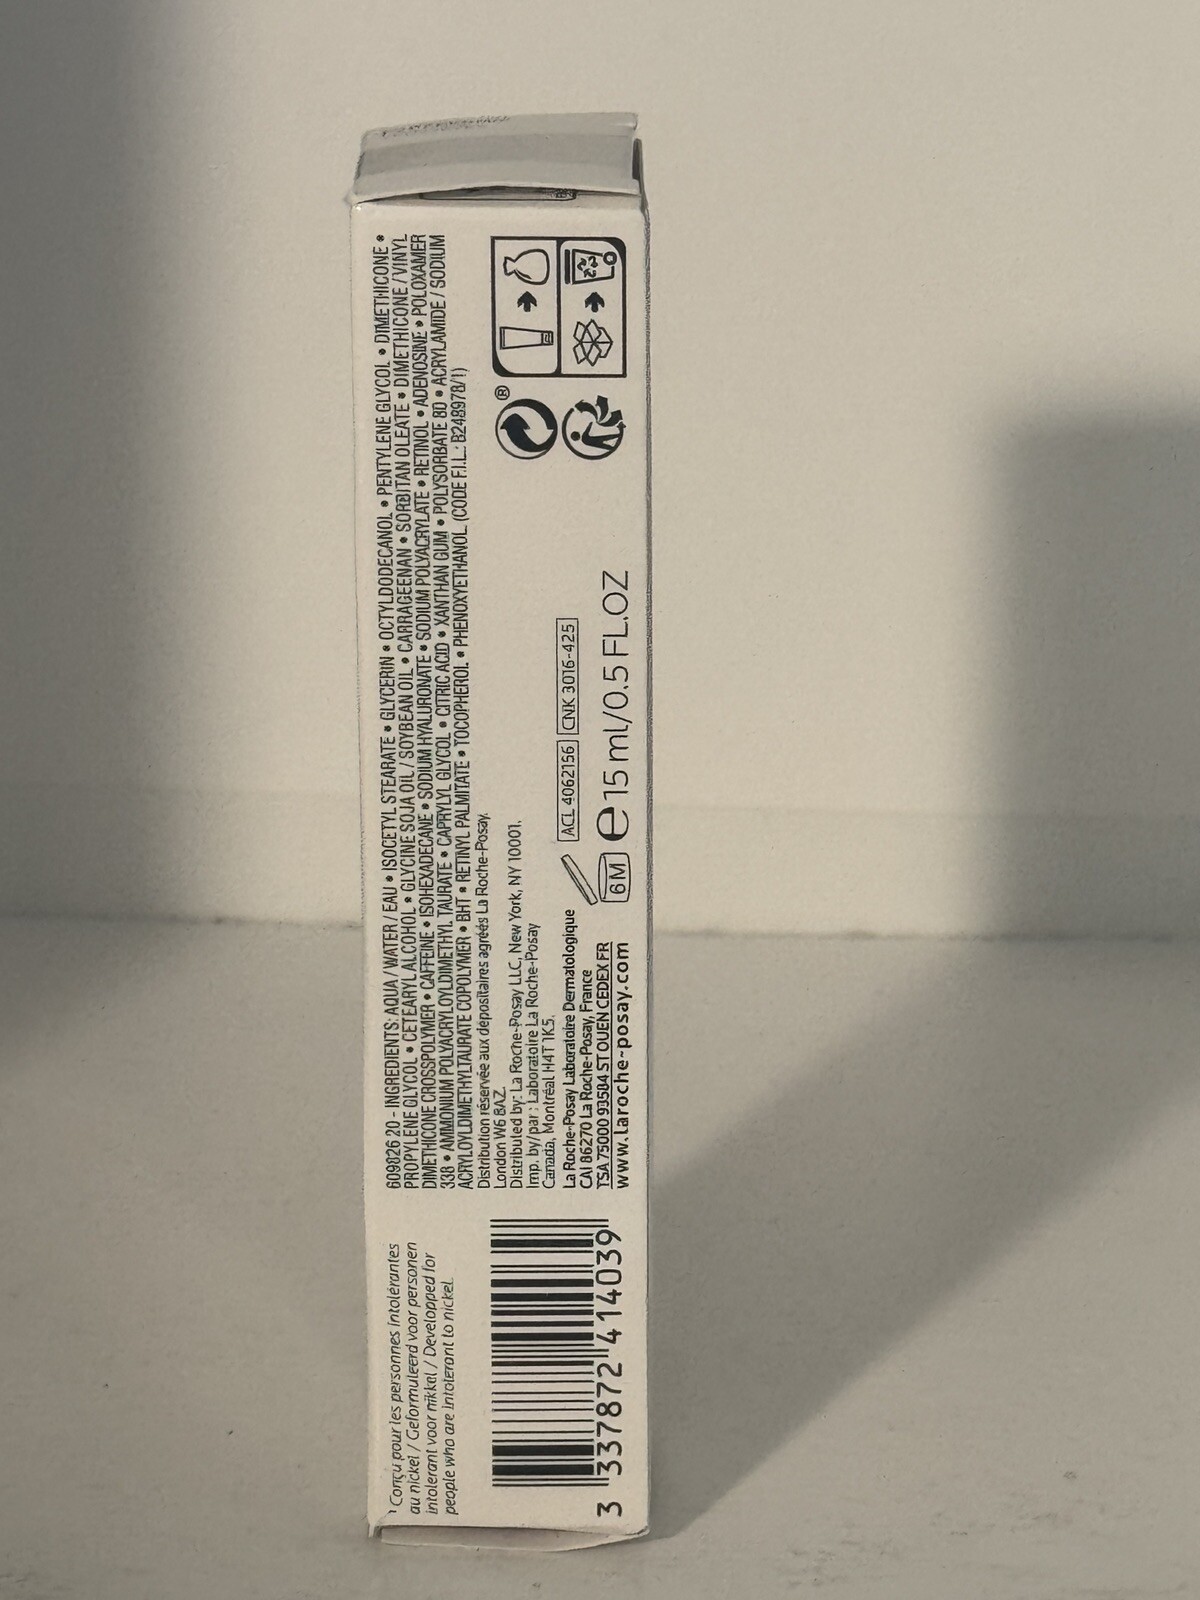 609826 20 - INGREDIENTS: AQUA / WATER / EAU • ISOCETYL STEARATE • GLYCERIN • OCTYLDODECANOL • PENTYLENE GLYCOL • DIMETHICONE •
PROPYLENE GLYCOL • CETEARYL ALCOHOL • GLYCINE SOJA OIL / SOYBEAN OIL • CARRAGEENAN • SORBITAN OLEATE • DIMETHICONE / VINYL
DIMETHICONE CROSSPOLYMER • CAFFEINE • ISOHEXADECANE • SODIUM HYALURONATE • SODIUM POLYACRYLATE • RETINOL • ADENOSINE • POLOXAMER
338 • AMMONIUM POLYACRYLOYLDIMETHYL TAURATE • CAPRYLYL GLYCOL • CITRIC ACID • XANTHAN GUM • POLYSORBATE 80 • ACRYLAMIDE / SODIUM
ACRYLOYLDIMETHYLTAURATE COPOLYMER • BHT • RETINYL PALMITATE • TOCOPHEROL • PHENOXYETHANOL (CODE F.I.L.: B248978/1)
Distribution réservée aux dépositaires agréés La Roche-Posay.
London W6 8AZ.
Distributed by: La Roche-Posay LLC, New York, NY 10001.
Imp. by/par : Laboratoire La Roche-Posay
Canada, Montréal H4T 1K5.
La Roche-Posay Laboratoire Dermatologique
CAI 86270 La Roche-Posay, France
TSA 75000 93584 ST OUEN CEDEX FR
www.laroche-posay.com
¹ Conçu pour les personnes intolérantes
au nickel / Geformuleerd voor personen
intolerant voor nikkel / Developped for
people who are intolerant to nickel.
3 337872 414039
6M
ACL 4062156 CNK 3016-425
e 15 ml/0.5 FL.OZ
®